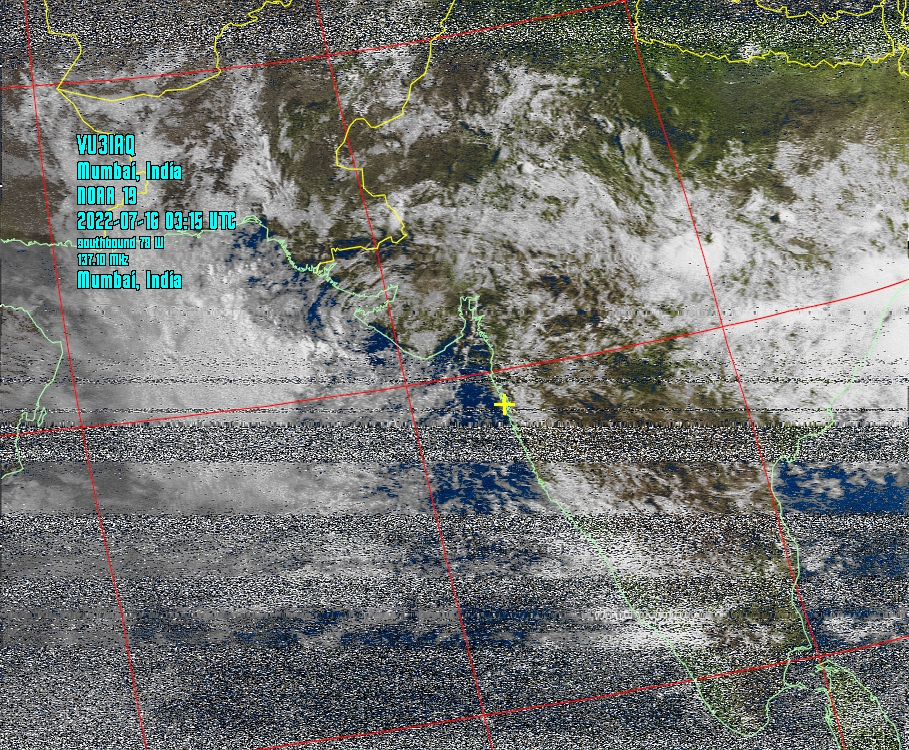 VU3IAQ
Mumbai, India
NOAA 19
2022-07-16 03:15 UTC
southbound 79 W
137.10 MHz
Mumbai, India